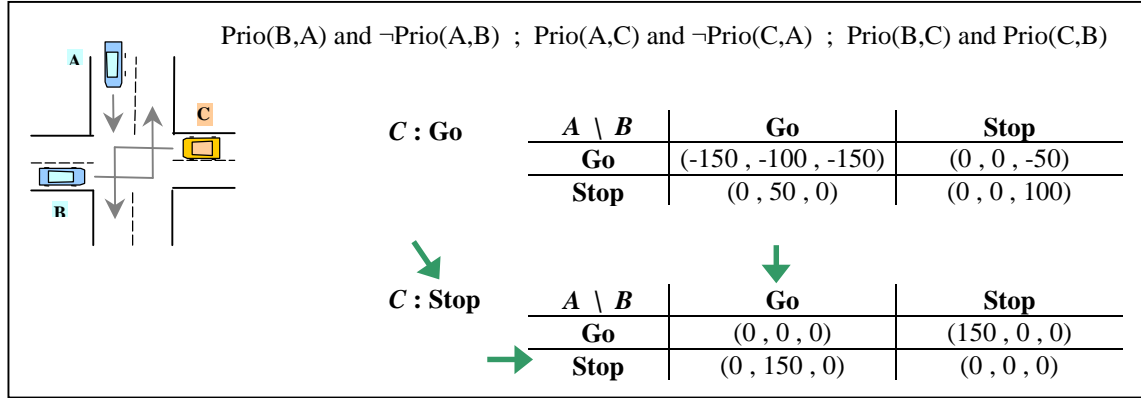 Prio(B,A) and ¬Prio(A,B) ; Prio(A,C) and ¬Prio(C,A) ; Prio(B,C) and Prio(C,B)
A
C
B
C : Go A \ B Go Stop
Go (-150 , -100 , -150) (0 , 0 , -50)
Stop (0 , 50 , 0) (0 , 0 , 100)
C : Stop A \ B Go Stop
Go (0 , 0 , 0) (150 , 0 , 0)
Stop (0 , 150 , 0) (0 , 0 , 0)